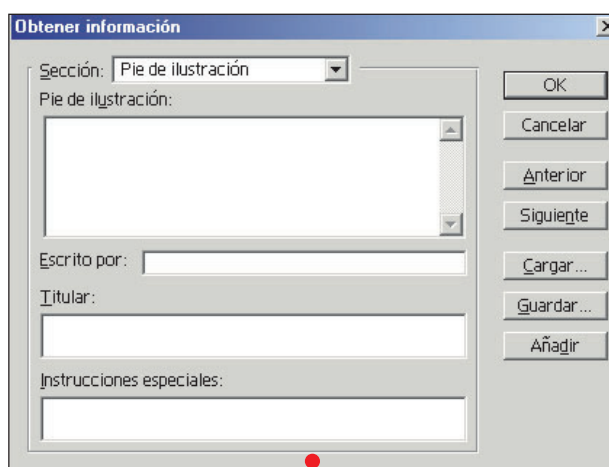 Obtener información
Sección: Pie de ilustración
Pie de ilustración:
Escrito por:
Titular:
Instrucciones especiales:
OK
Cancelar
Anterior
Siguiente
Cargar...
Guardar...
Añadir